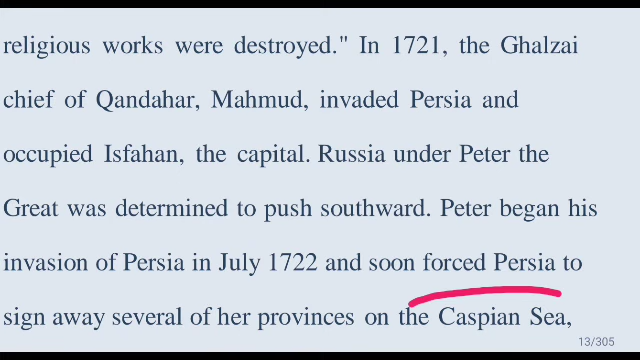 religious works were destroyed." In 1721, the Ghalzai
chief of Qandahar, Mahmud, invaded Persia and
occupied Isfahan, the capital. Russia under Peter the
Great was determined to push southward. Peter began his
invasion of Persia in July 1722 and soon forced Persia to
sign away several of her provinces on the Caspian Sea,
13/305